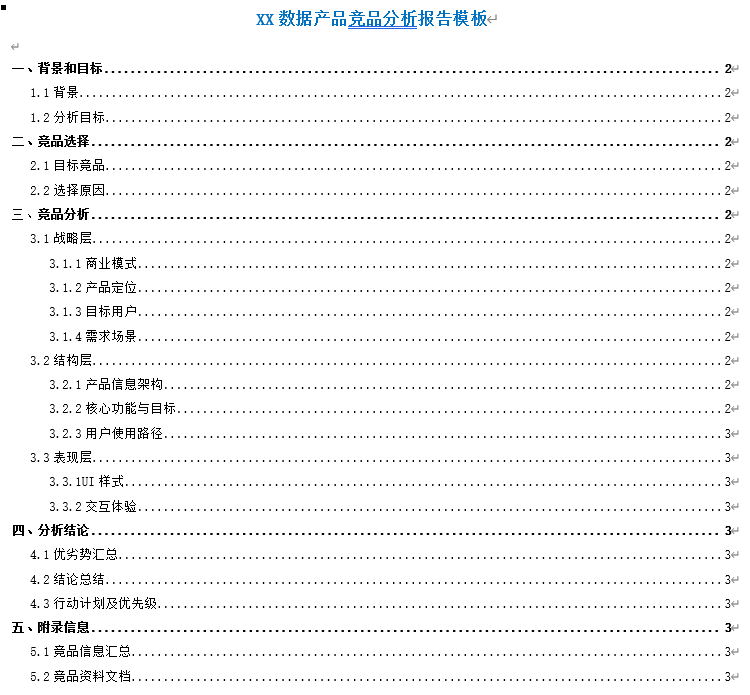 XX 数据产品竞品分析报告模板
一、背景和目标 2
1.1 背景 2
1.2 分析目标 2
二、竞品选择 2
2.1 目标竞品 2
2.2 选择原因 2
三、竞品分析 2
3.1 战略层 2
3.1.1 商业模式 2
3.1.2 产品定位 2
3.1.3 目标用户 2
3.1.4 需求场景 2
3.2 结构层 2
3.2.1 产品信息架构 2
3.2.2 核心功能与目标 2
3.2.3 用户使用路径 3
3.3 表现层 3
3.3.1UI 样式 3
3.3.2 交互体验 3
四、分析结论 3
4.1 优劣势汇总 3
4.2 结论总结 3
4.3 行动计划及优先级 3
五、附录信息 3
5.1 竟品信息汇总 3
5.2 竟品资料文档 3